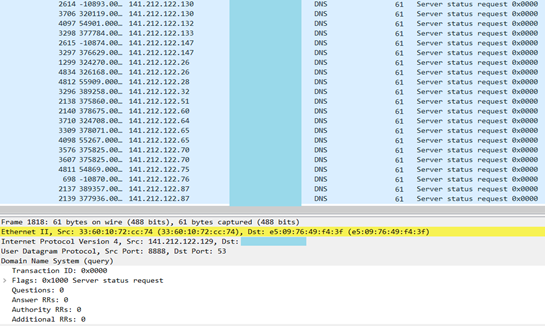 2614 -10893.00… 141.212.122.130 DNS 61 Server status request 0x0000
3706 320119.00… 141.212.122.130 DNS 61 Server status request 0x0000
4097 54901.000… 141.212.122.132 DNS 61 Server status request 0x0000
3298 377784.00… 141.212.122.133 DNS 61 Server status request 0x0000
2615 -10874.00… 141.212.122.147 DNS 61 Server status request 0x0000
3297 376629.00… 141.212.122.147 DNS 61 Server status request 0x0000
1299 324270.00… 141.212.122.26 DNS 61 Server status request 0x0000
4834 326168.00… 141.212.122.26 DNS 61 Server status request 0x0000
4812 55909.000… 141.212.122.28 DNS 61 Server status request 0x0000
3296 389258.00… 141.212.122.32 DNS 61 Server status request 0x0000
2138 375860.00… 141.212.122.51 DNS 61 Server status request 0x0000
2140 378675.00… 141.212.122.60 DNS 61 Server status request 0x0000
3710 324708.00… 141.212.122.64 DNS 61 Server status request 0x0000
3309 378071.00… 141.212.122.65 DNS 61 Server status request 0x0000
4098 55267.000… 141.212.122.65 DNS 61 Server status request 0x0000
3576 375825.00… 141.212.122.70 DNS 61 Server status request 0x0000
3607 375825.00… 141.212.122.70 DNS 61 Server status request 0x0000
4811 54869.000… 141.212.122.75 DNS 61 Server status request 0x0000
698 -10870.00… 141.212.122.76 DNS 61 Server status request 0x0000
2137 389357.00… 141.212.122.87 DNS 61 Server status request 0x0000
2139 377936.00… 141.212.122.87 DNS 61 Server status request 0x0000
Frame 1818: 61 bytes on wire (488 bits), 61 bytes captured (488 bits)
Ethernet II, Src: 33:60:10:72:cc:74 (33:60:10:72:cc:74), Dst: e5:09:76:49:f4:3f (e5:09:76:49:f4:3f)
Internet Protocol Version 4, Src: 141.212.122.129, Dst:
User Datagram Protocol, Src Port: 8888, Dst Port: 53
Domain Name System (query)
Transaction ID: 0x0000
> Flags: 0x1000 Server status request
Questions: 0
Answer RRs: 0
Authority RRs: 0
Additional RRs: 0